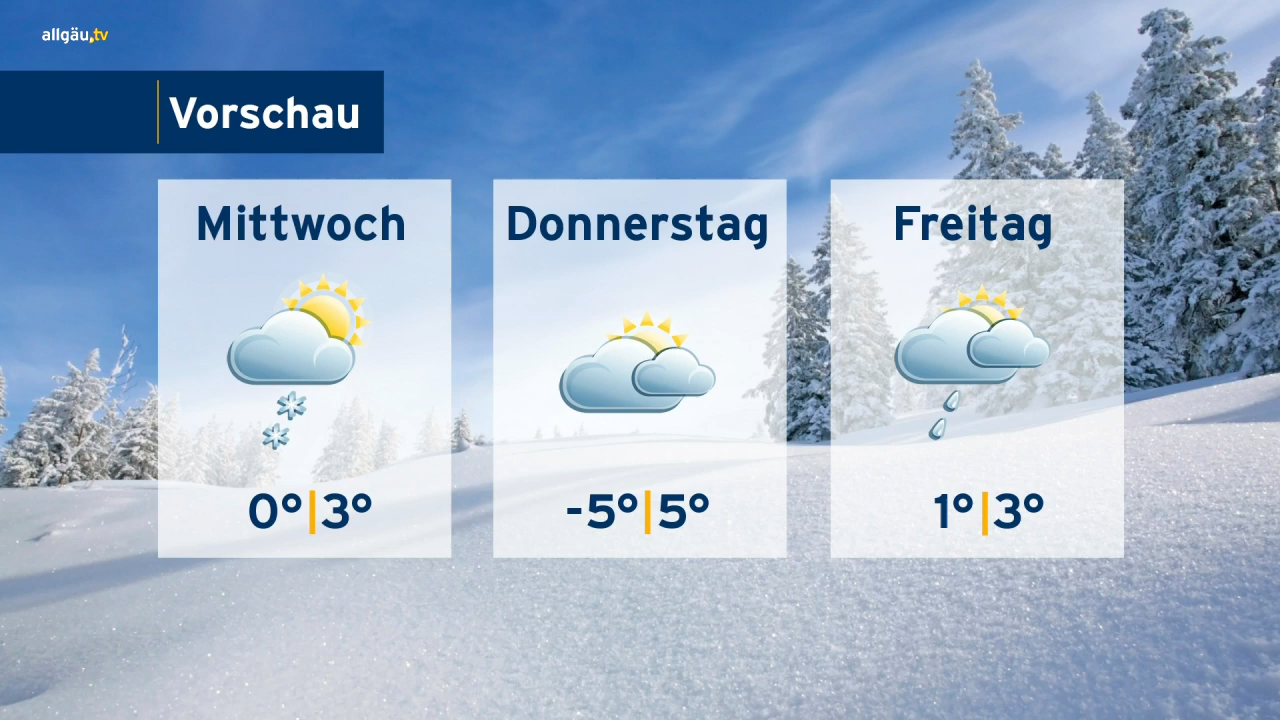 allgäu.tv
Vorschau
Mittwoch
Donnerstag
Freitag
0°|3°
-5°|5°
1°|3°